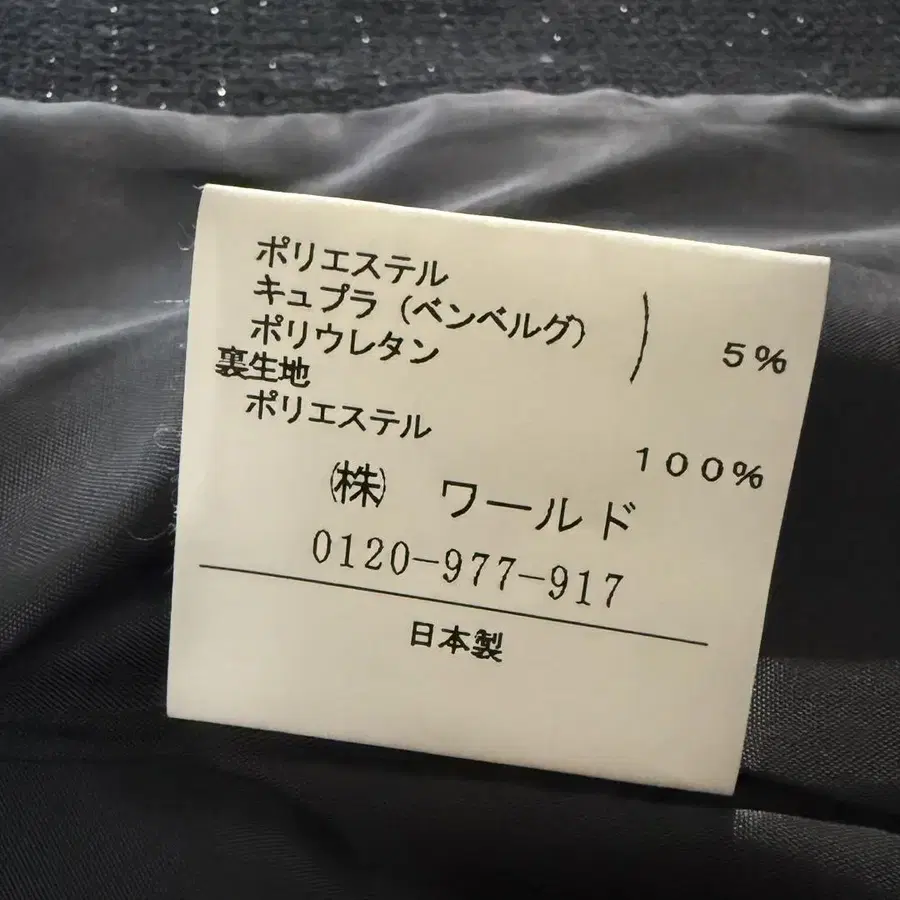 ポリエステル
キュプラ（ベンベルグ）
ポリウレタン ) 5%
裏生地
ポリエステル
100%
㈱ ワールド
0120-977-917
日本製